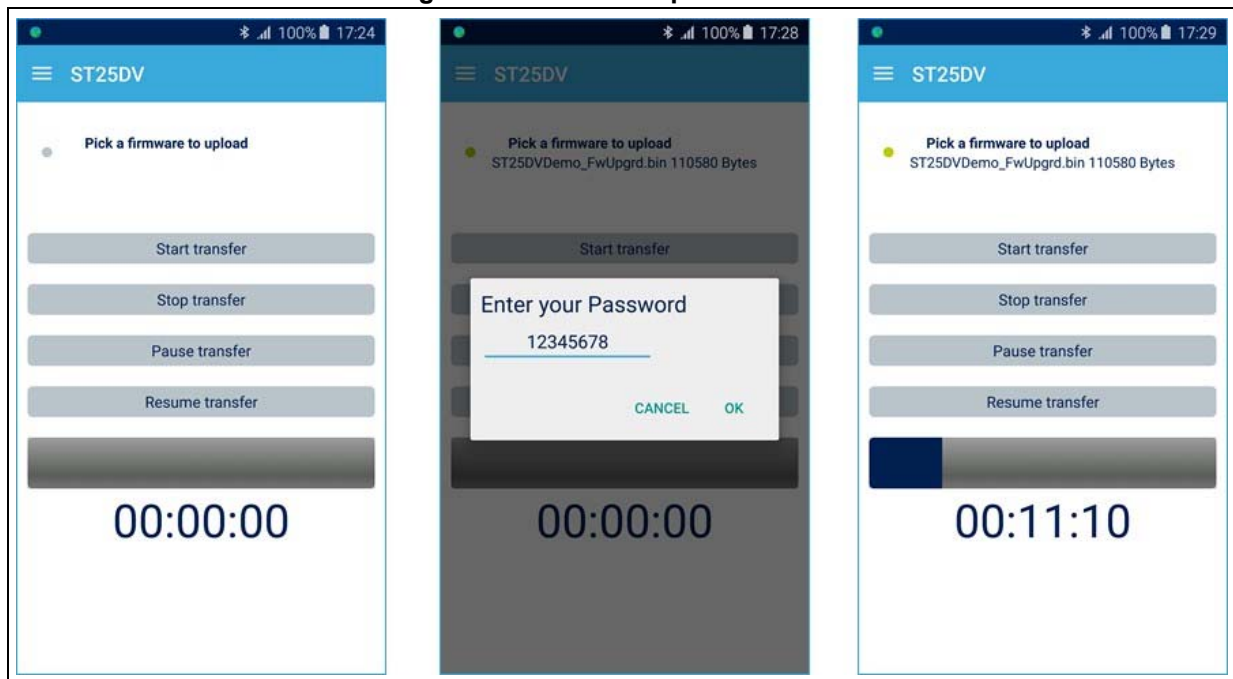 100% 17:24
ST25DV
Pick a firmware to upload
Start transfer
Stop transfer
Pause transfer
Resume transfer
00:00:00
100% 17:28
ST25DV
Pick a firmware to upload
ST25DVDemo_FwUpgrd.bin 110580 Bytes
Start transfer
Enter your Password
12345678
CANCEL OK
00:00:00
100% 17:29
ST25DV
Pick a firmware to upload
ST25DVDemo_FwUpgrd.bin 110580 Bytes
Start transfer
Stop transfer
Pause transfer
Resume transfer
00:11:10